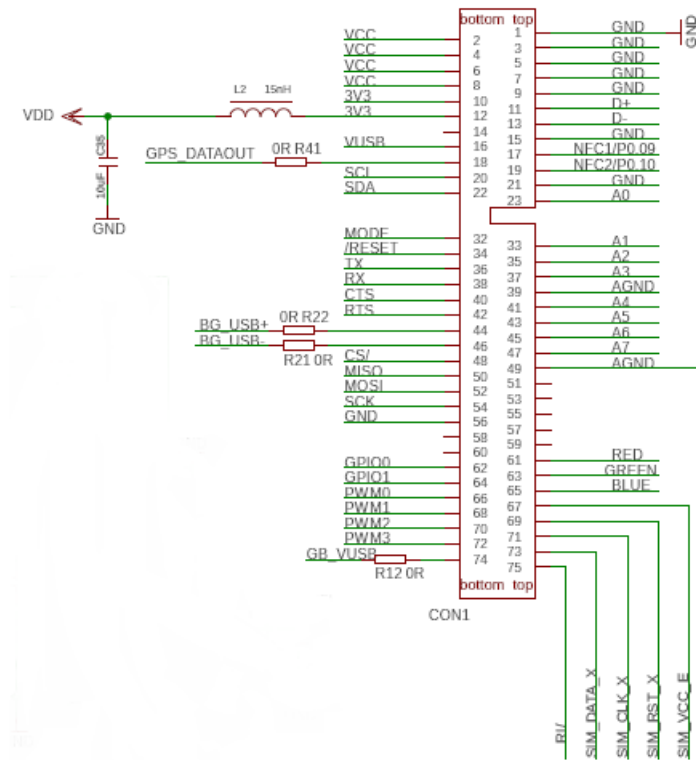 bottom top
VCC 2
1 GND
GND
VCC 4
3 GND
VCC 6
5 GND
VCC 8
7 GND
3V3 10
9 GND
L2 15nH
VDD
3V3 12
11 D+
14
13 D-
VUSB 16
15 GND
C35
10uF
GND
GPS_DATAOUT 0R R41 18
17 NFC1/P0.09
SCL 20
19 NFC2/P0.10
SDA 22
21 GND
23 A0
MODE 32
33 A1
/RESET 34
35 A2
TX 36
37 A3
RX 38
39 AGND
CTS 40
41 A4
RTS 42
43 A5
BG_USB+ 0R R22 44
45 A6
BG_USB- R21 0R 46
47 A7
CS/ 48
49 AGND
MISO 50
51
MOSI 52
53
SCK 54
55
GND 56
57
58
59
60
61 RED
GPIO0 62
63 GREEN
GPIO1 64
65 BLUE
PWM0 66
67
PWM1 68
69
PWM2 70
71
PWM3 72
73
GB_VUSB R12 0R 74
75
bottom top
CON1
RI/
SIM_DATA_X
SIM_CLK_X
SIM_RST_X
SIM_VCC_E